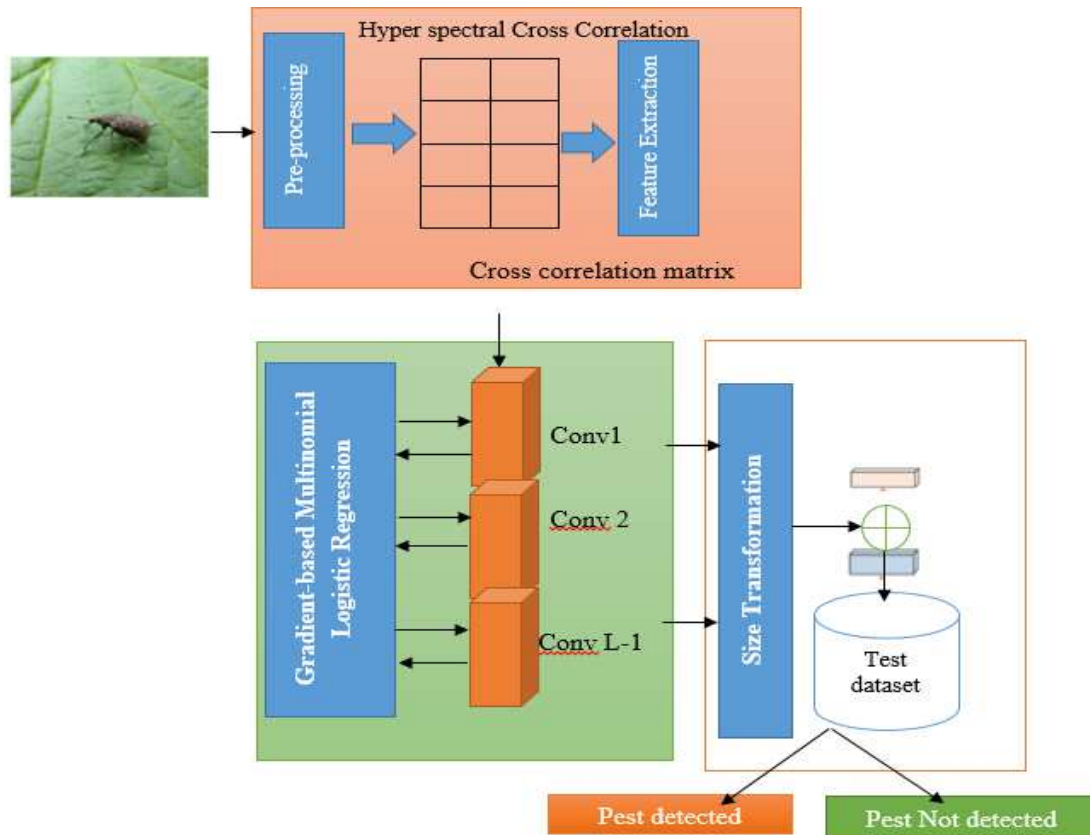 Hyper spectral Cross Correlation
Pre-processing
Feature Extraction
Cross correlation matrix
Gradient-based Multinomial
Logistic Regression
Conv1
Conv 2
Conv L-1
Size Transformation
Test
dataset
Pest detected
Pest Not detected